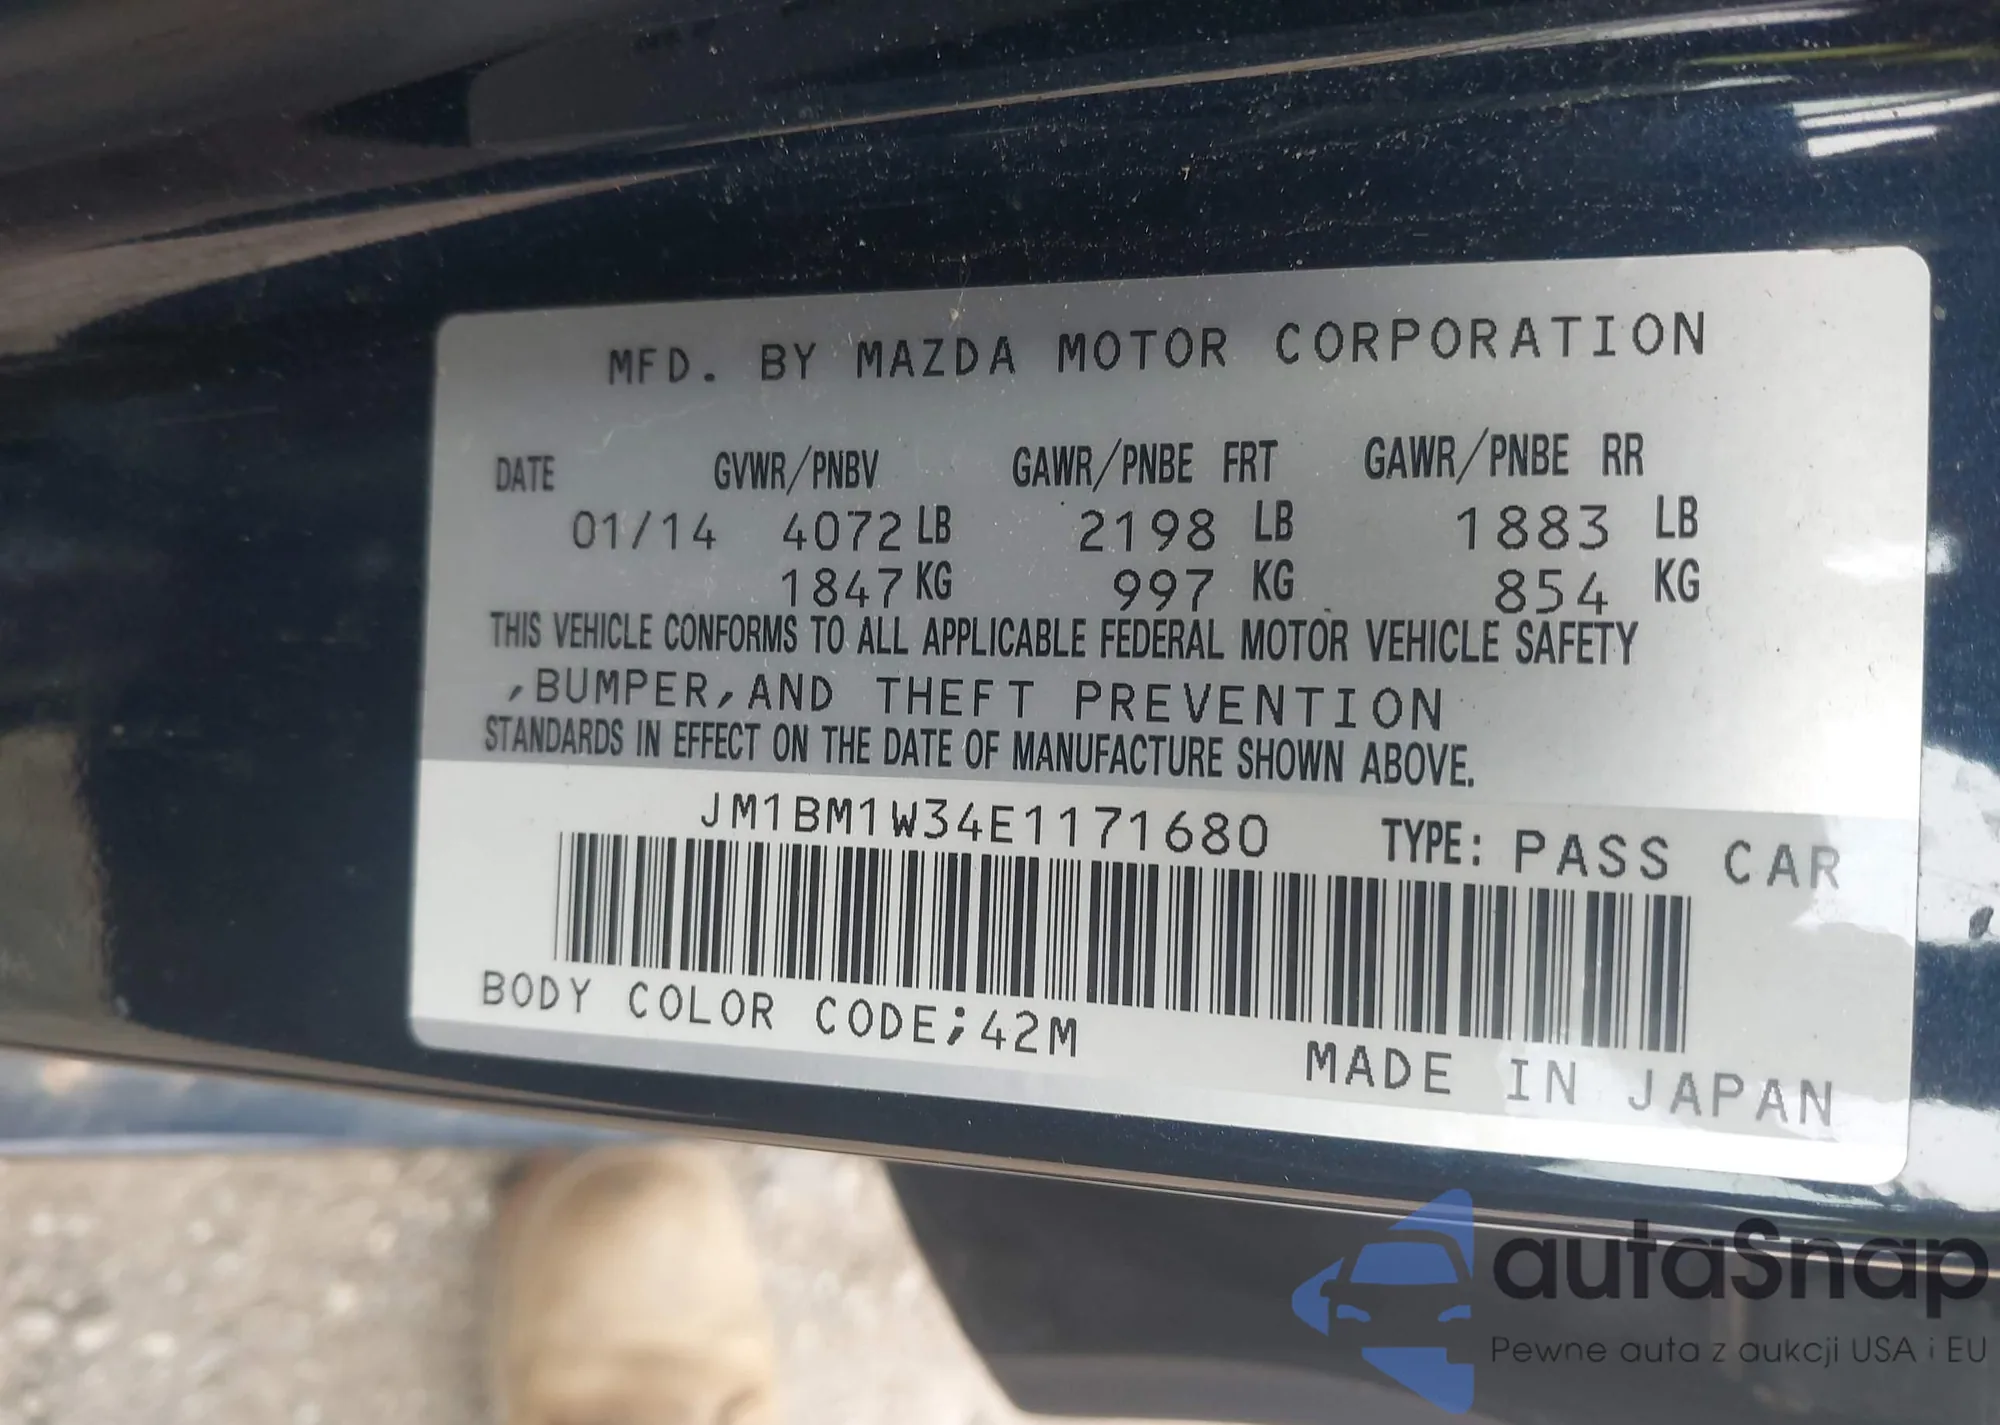 MFD. BY MAZDA MOTOR CORPORATION
DATE GVWR/PNBV GAWR/PNBE FRT GAWR/PNBE RR
01/14 4072 LB 2198 LB 1883 LB
1847 KG 997 KG 854 KG
THIS VEHICLE CONFORMS TO ALL APPLICABLE FEDERAL MOTOR VEHICLE SAFETY
,BUMPER,AND THEFT PREVENTION
STANDARDS IN EFFECT ON THE DATE OF MANUFACTURE SHOWN ABOVE.
JM1BM1W34E1171680 TYPE: PASS CAR
BODY COLOR CODE;42M
MADE IN JAPAN
autaSnap
Pewne auta z aukcji USA i EU